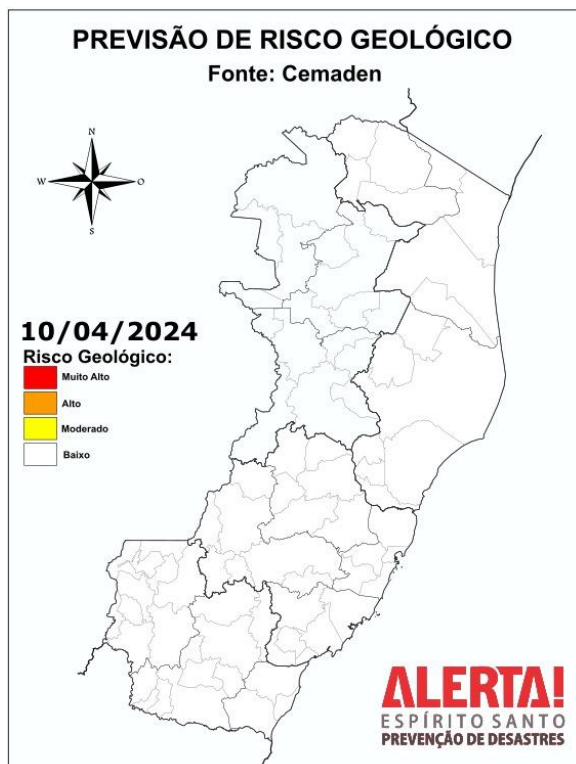 PREVISÃO DE RISCO GEOLÓGICO
Fonte: Cemaden
N
W O
S
10/04/2024
Risco Geológico:
Muito Alto
Alto
Moderado
Baixo
ALERTA!
ESPÍRITO SANTO
PREVENÇÃO DE DESASTRES